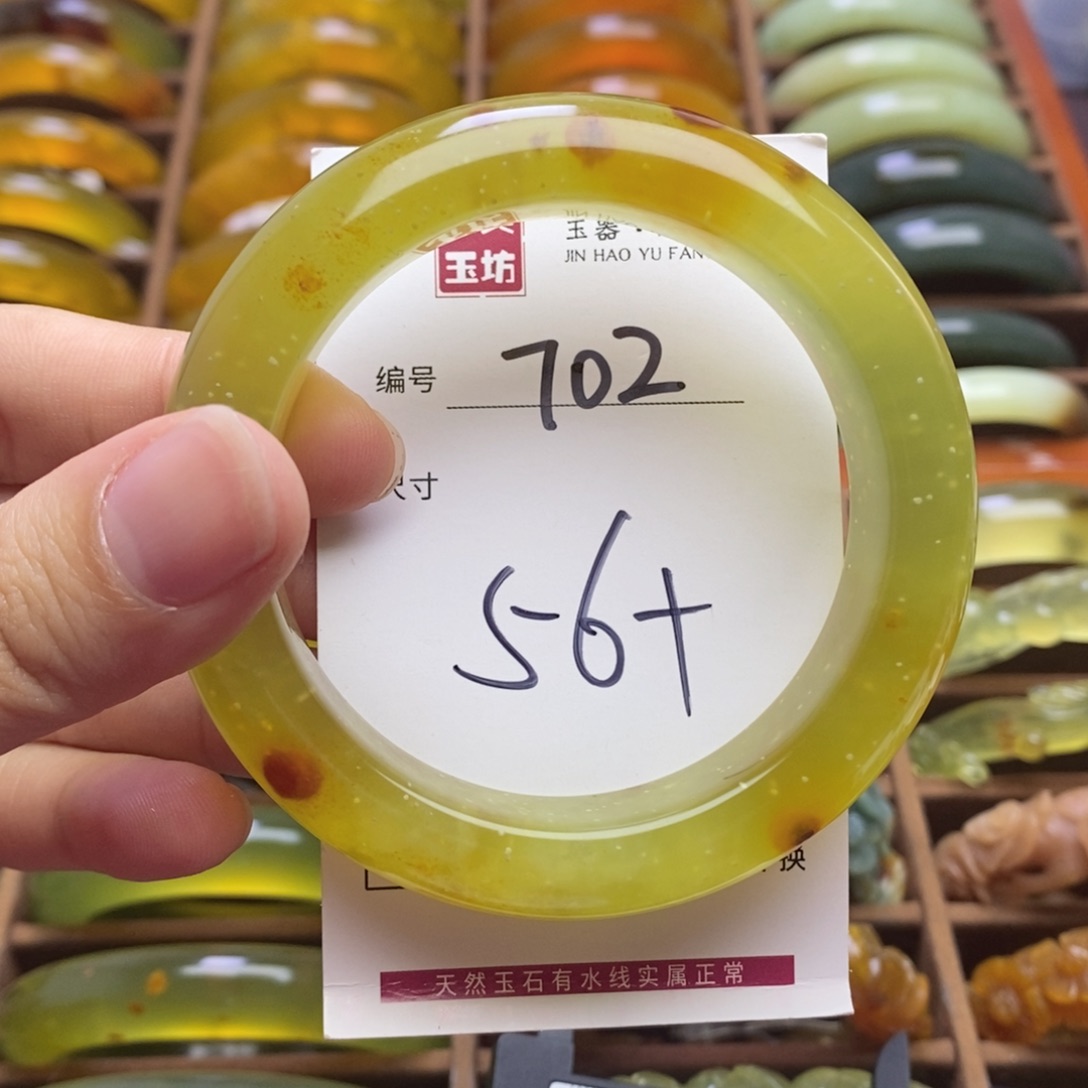 玉坊
玉器·
JIN HAO YU FAN
编号 702
尺寸
56+
换
天然玉石有水线实属正常